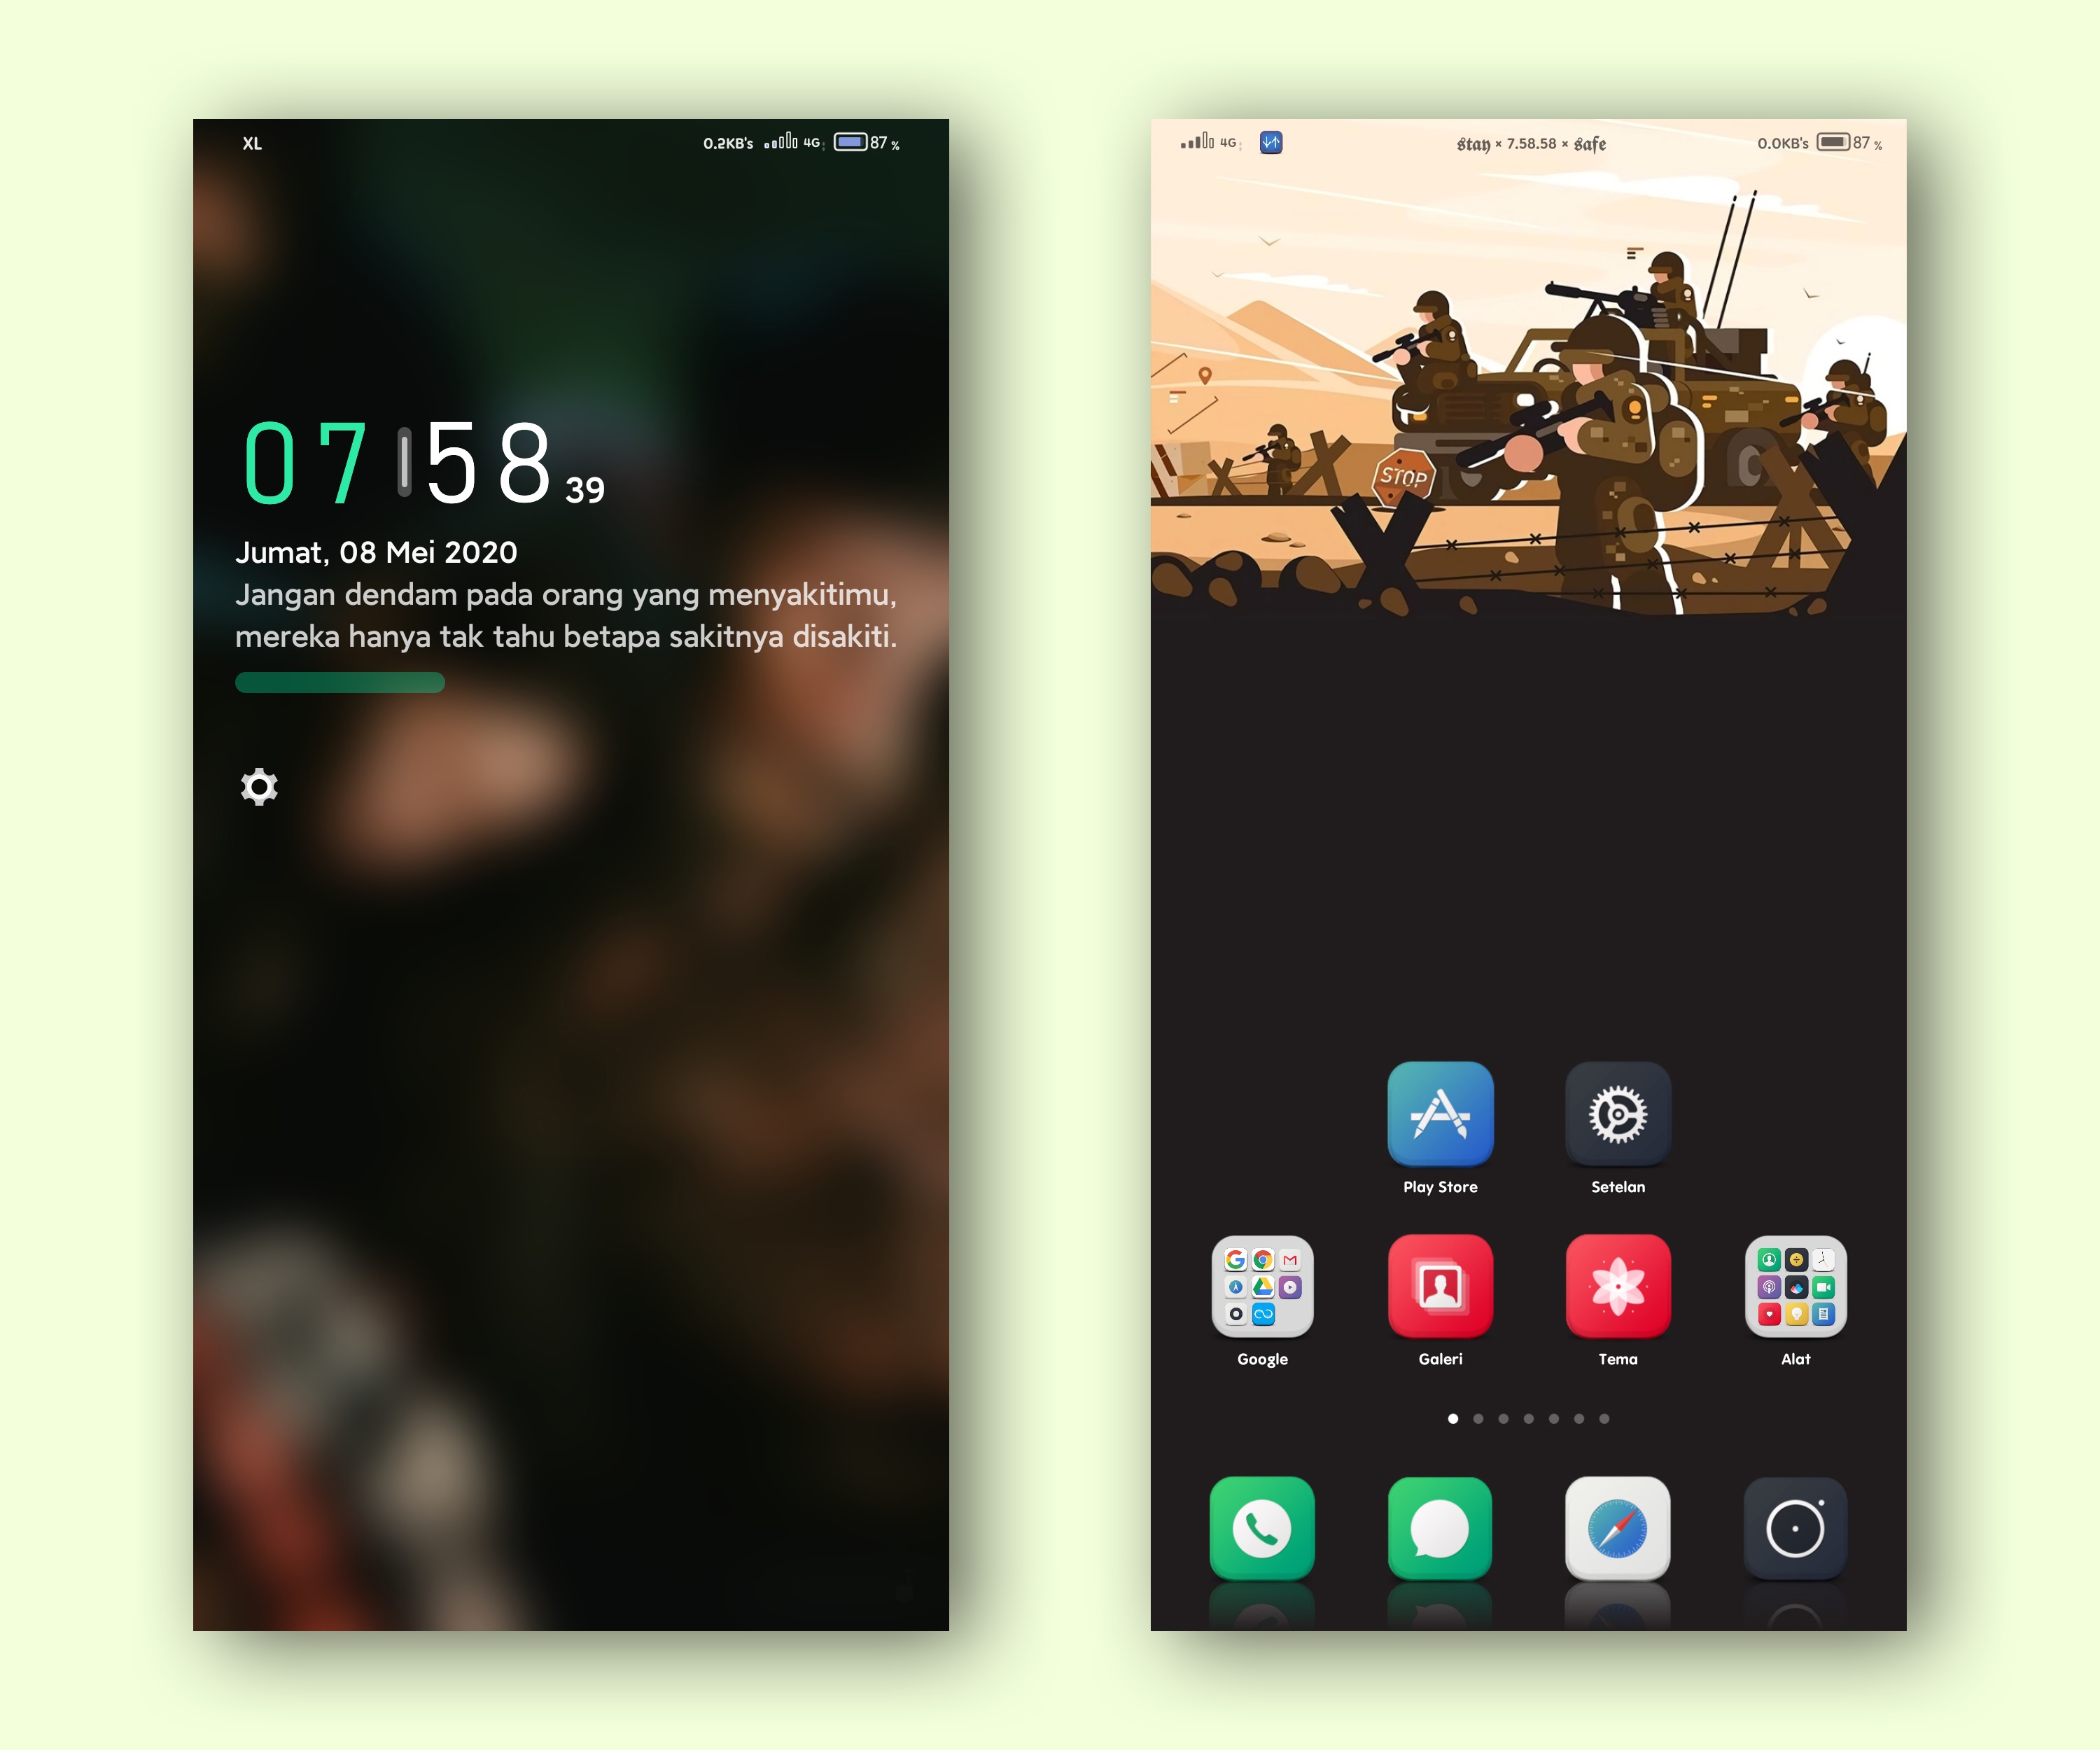 XL
0.2KB's 4G 87 %
07 58 39
Jumat, 08 Mei 2020
Jangan dendam pada orang yang menyakitimu,
mereka hanya tak tahu betapa sakitnya disakiti.
4G
stay × 7.58.58 × safe
0.0KB's 87 %
STOP
Play Store
Setelan
Google
Galeri
Tema
Alat